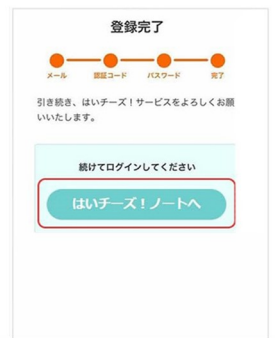 登録完了
メール 認証コード パスワード 完了
引き続き、はいチーズ！サービスをよろしくお願
いいたします。
続けてログインしてください
はいチーズ！ノートへ